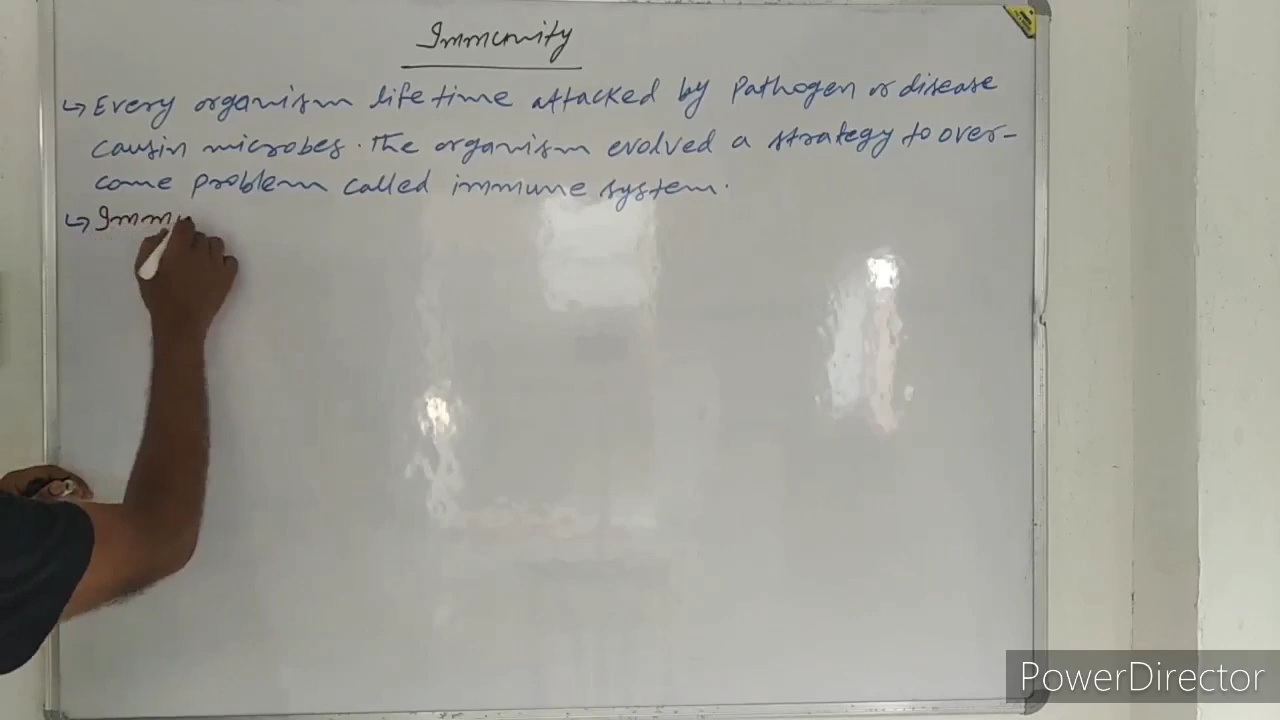 Immunity
↳ Every organism life time attacked by pathogen or disease
causin microbes. The organism evolved a strategy to over-
come problem called immune system.
↳ Immu
PowerDirector